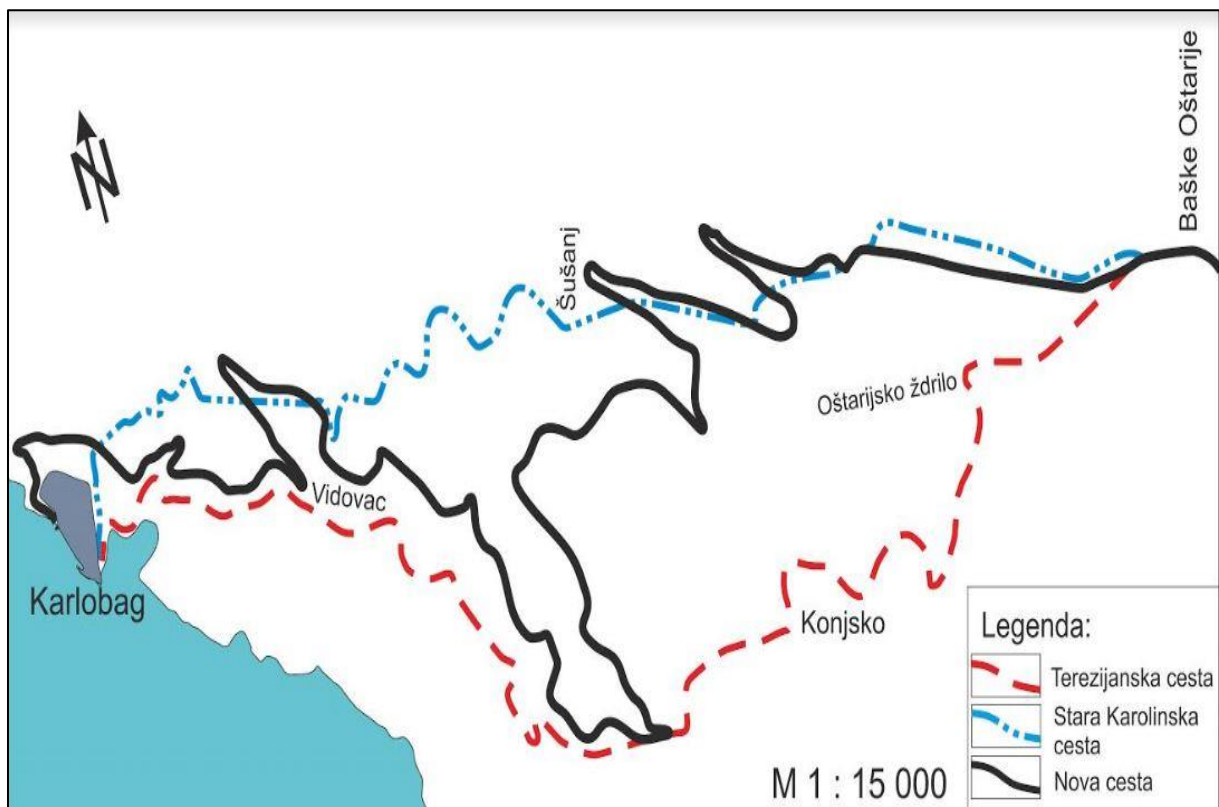 N
Baške Oštarije
Šušanj
Oštarijsko ždrilo
Vidovac
Karlobag
Konjsko
Legenda:
Terezijanska cesta
Stara Karolinska
cesta
Nova cesta
M 1 : 15 000